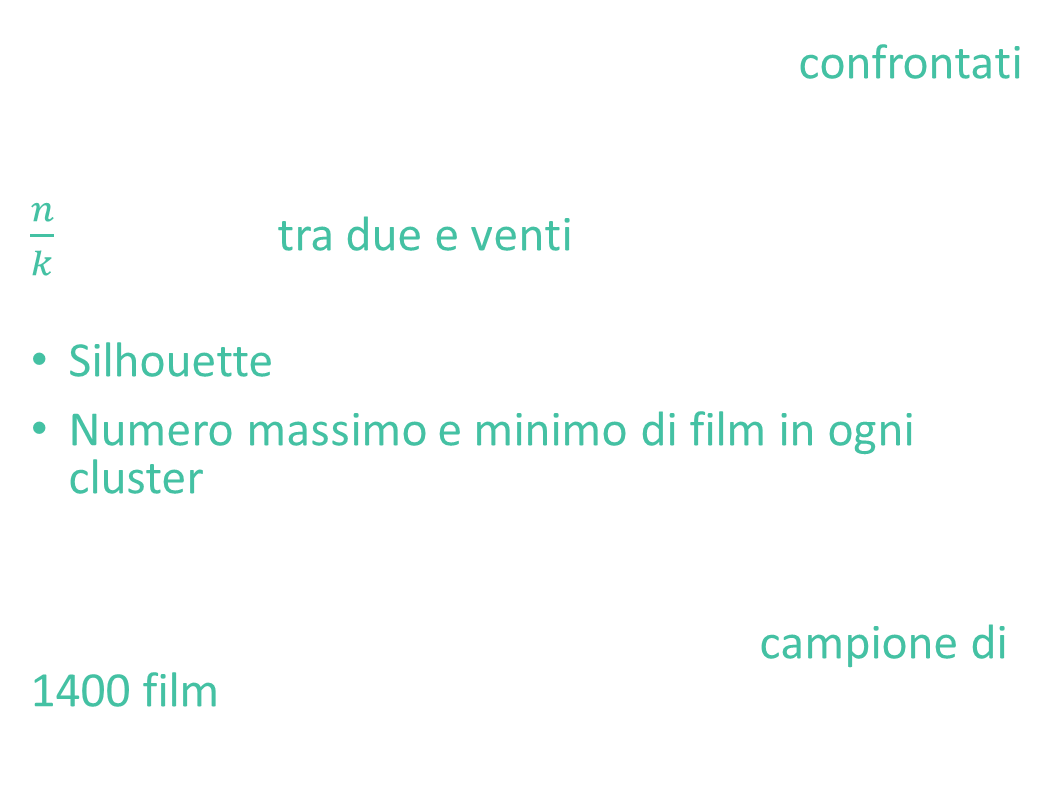 confrontati
n/k tra due e venti
• Silhouette
• Numero massimo e minimo di film in ogni
cluster
campione di
1400 film